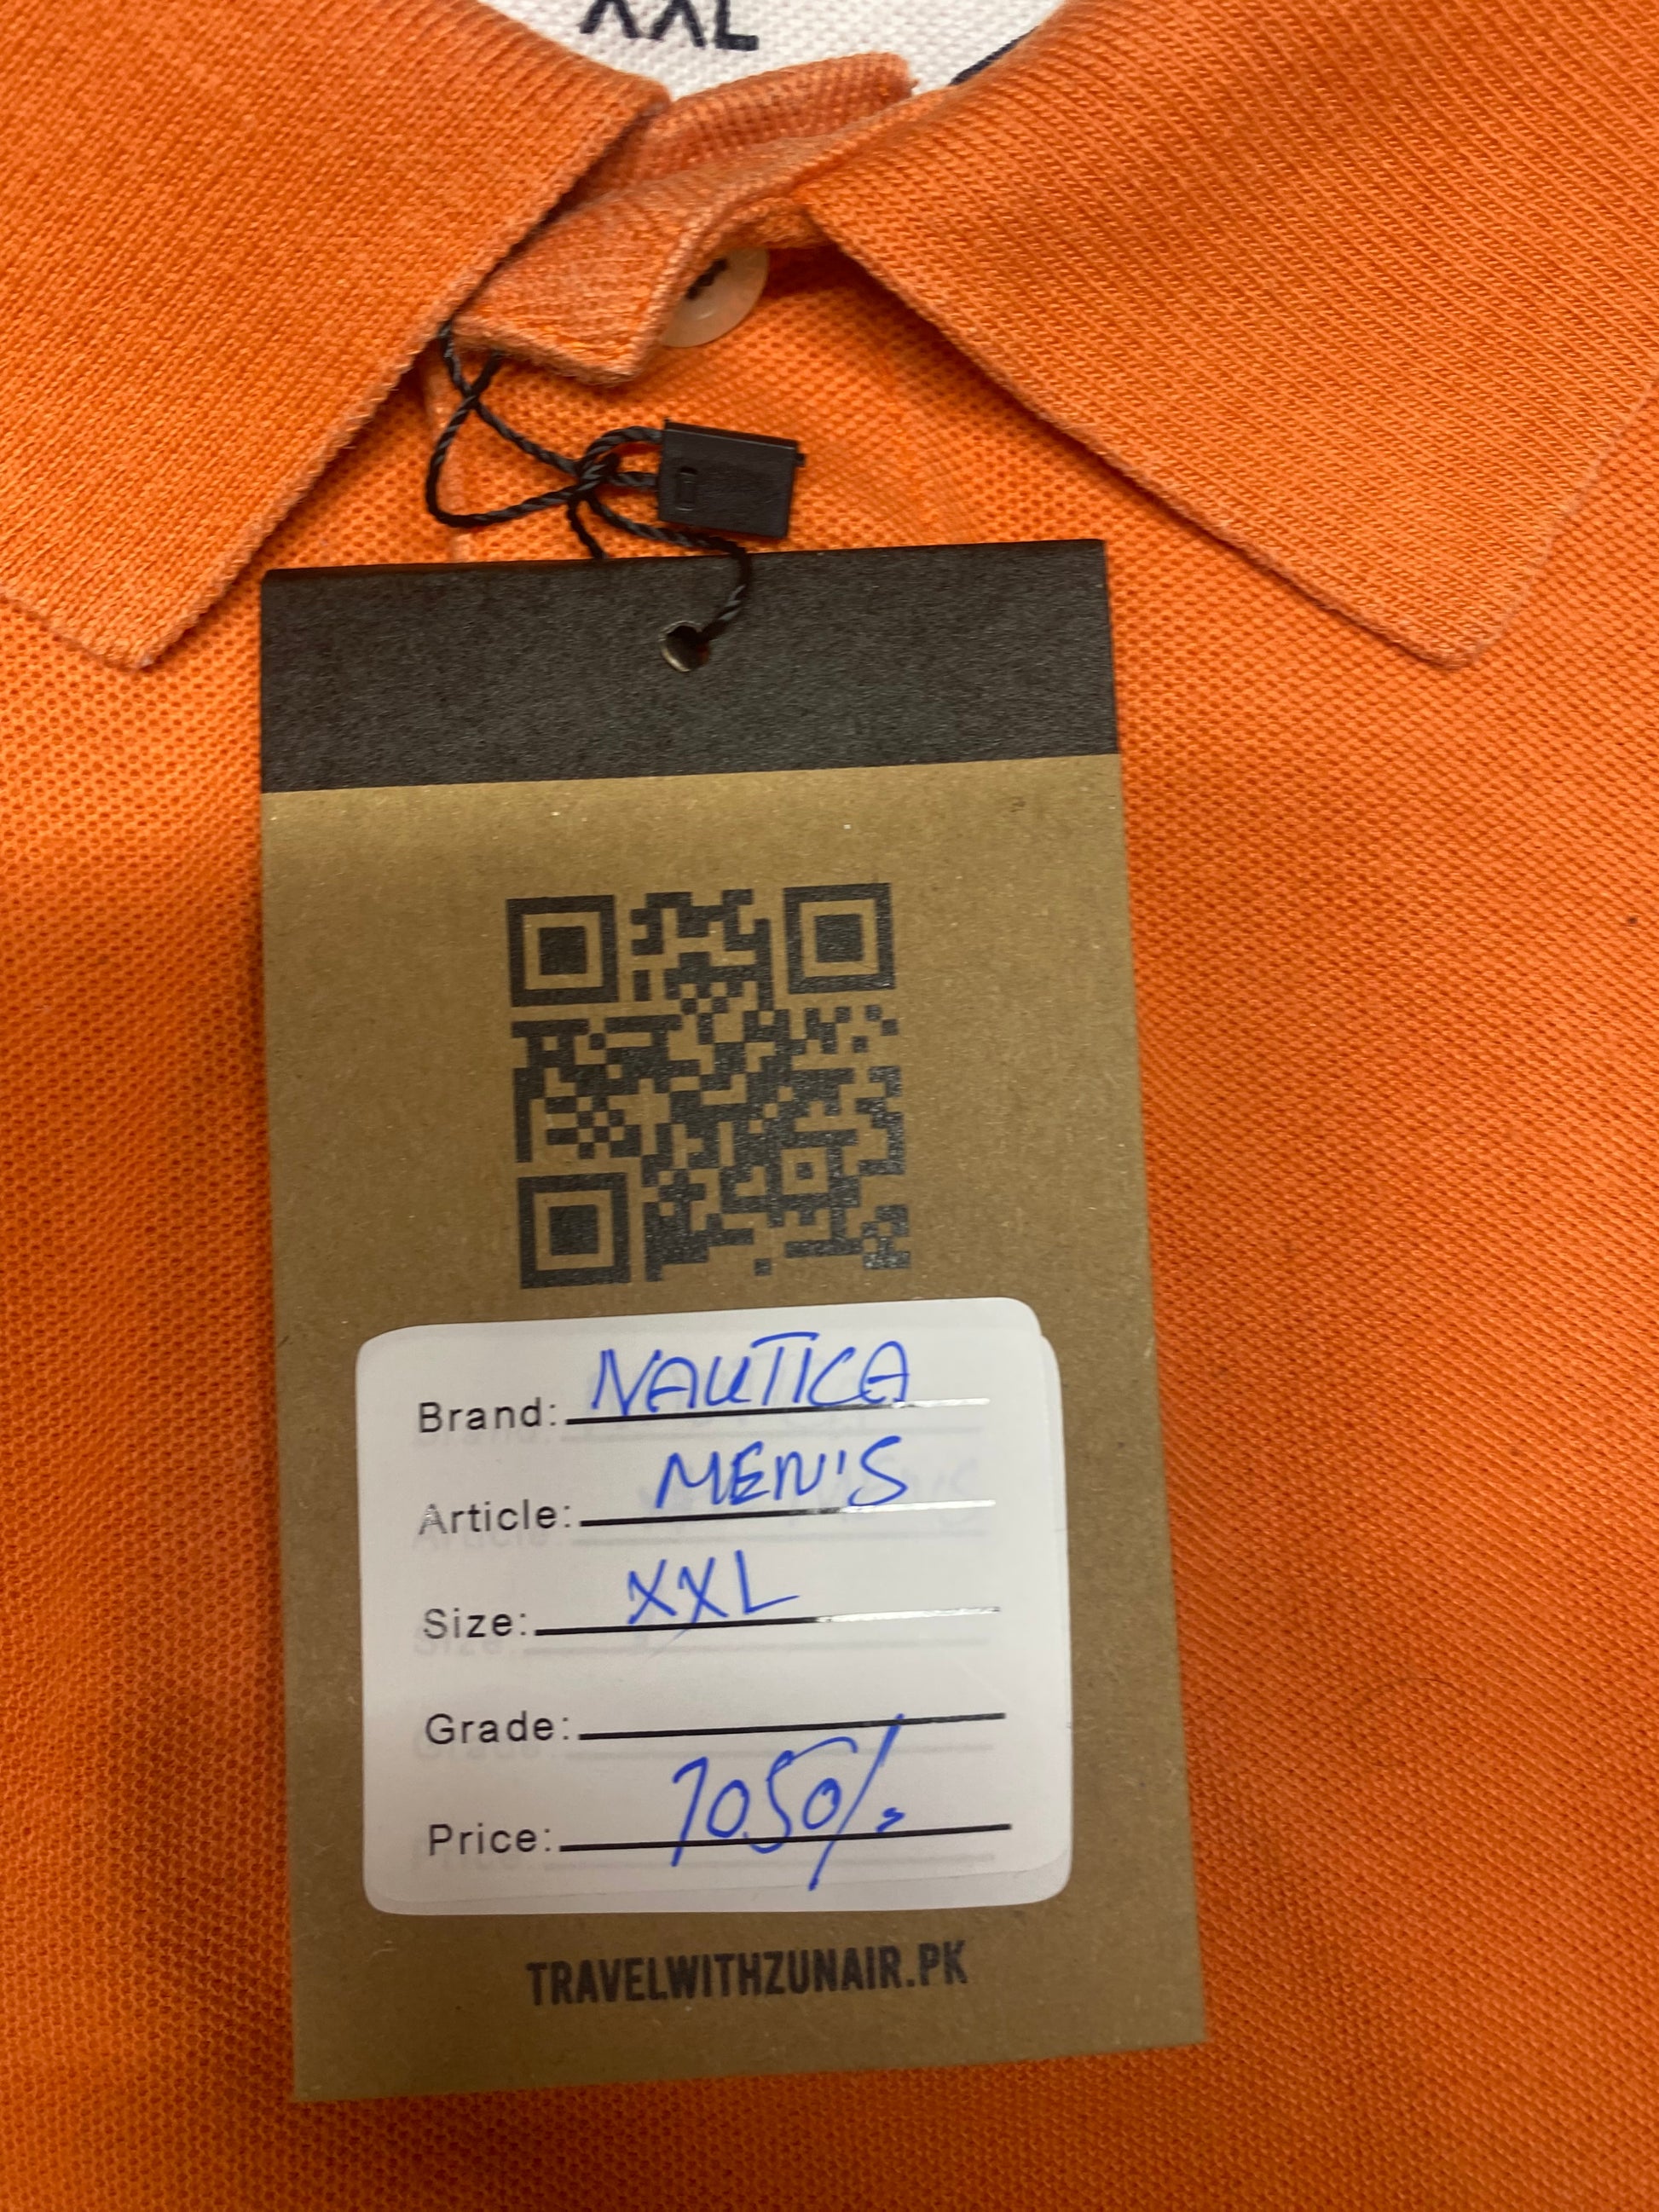 XXL
Brand: NAUTICA
Article: MEN'S
Size: XXL
Grade:
Price: 1050/-
TRAVELWITHZUNAIR.PK